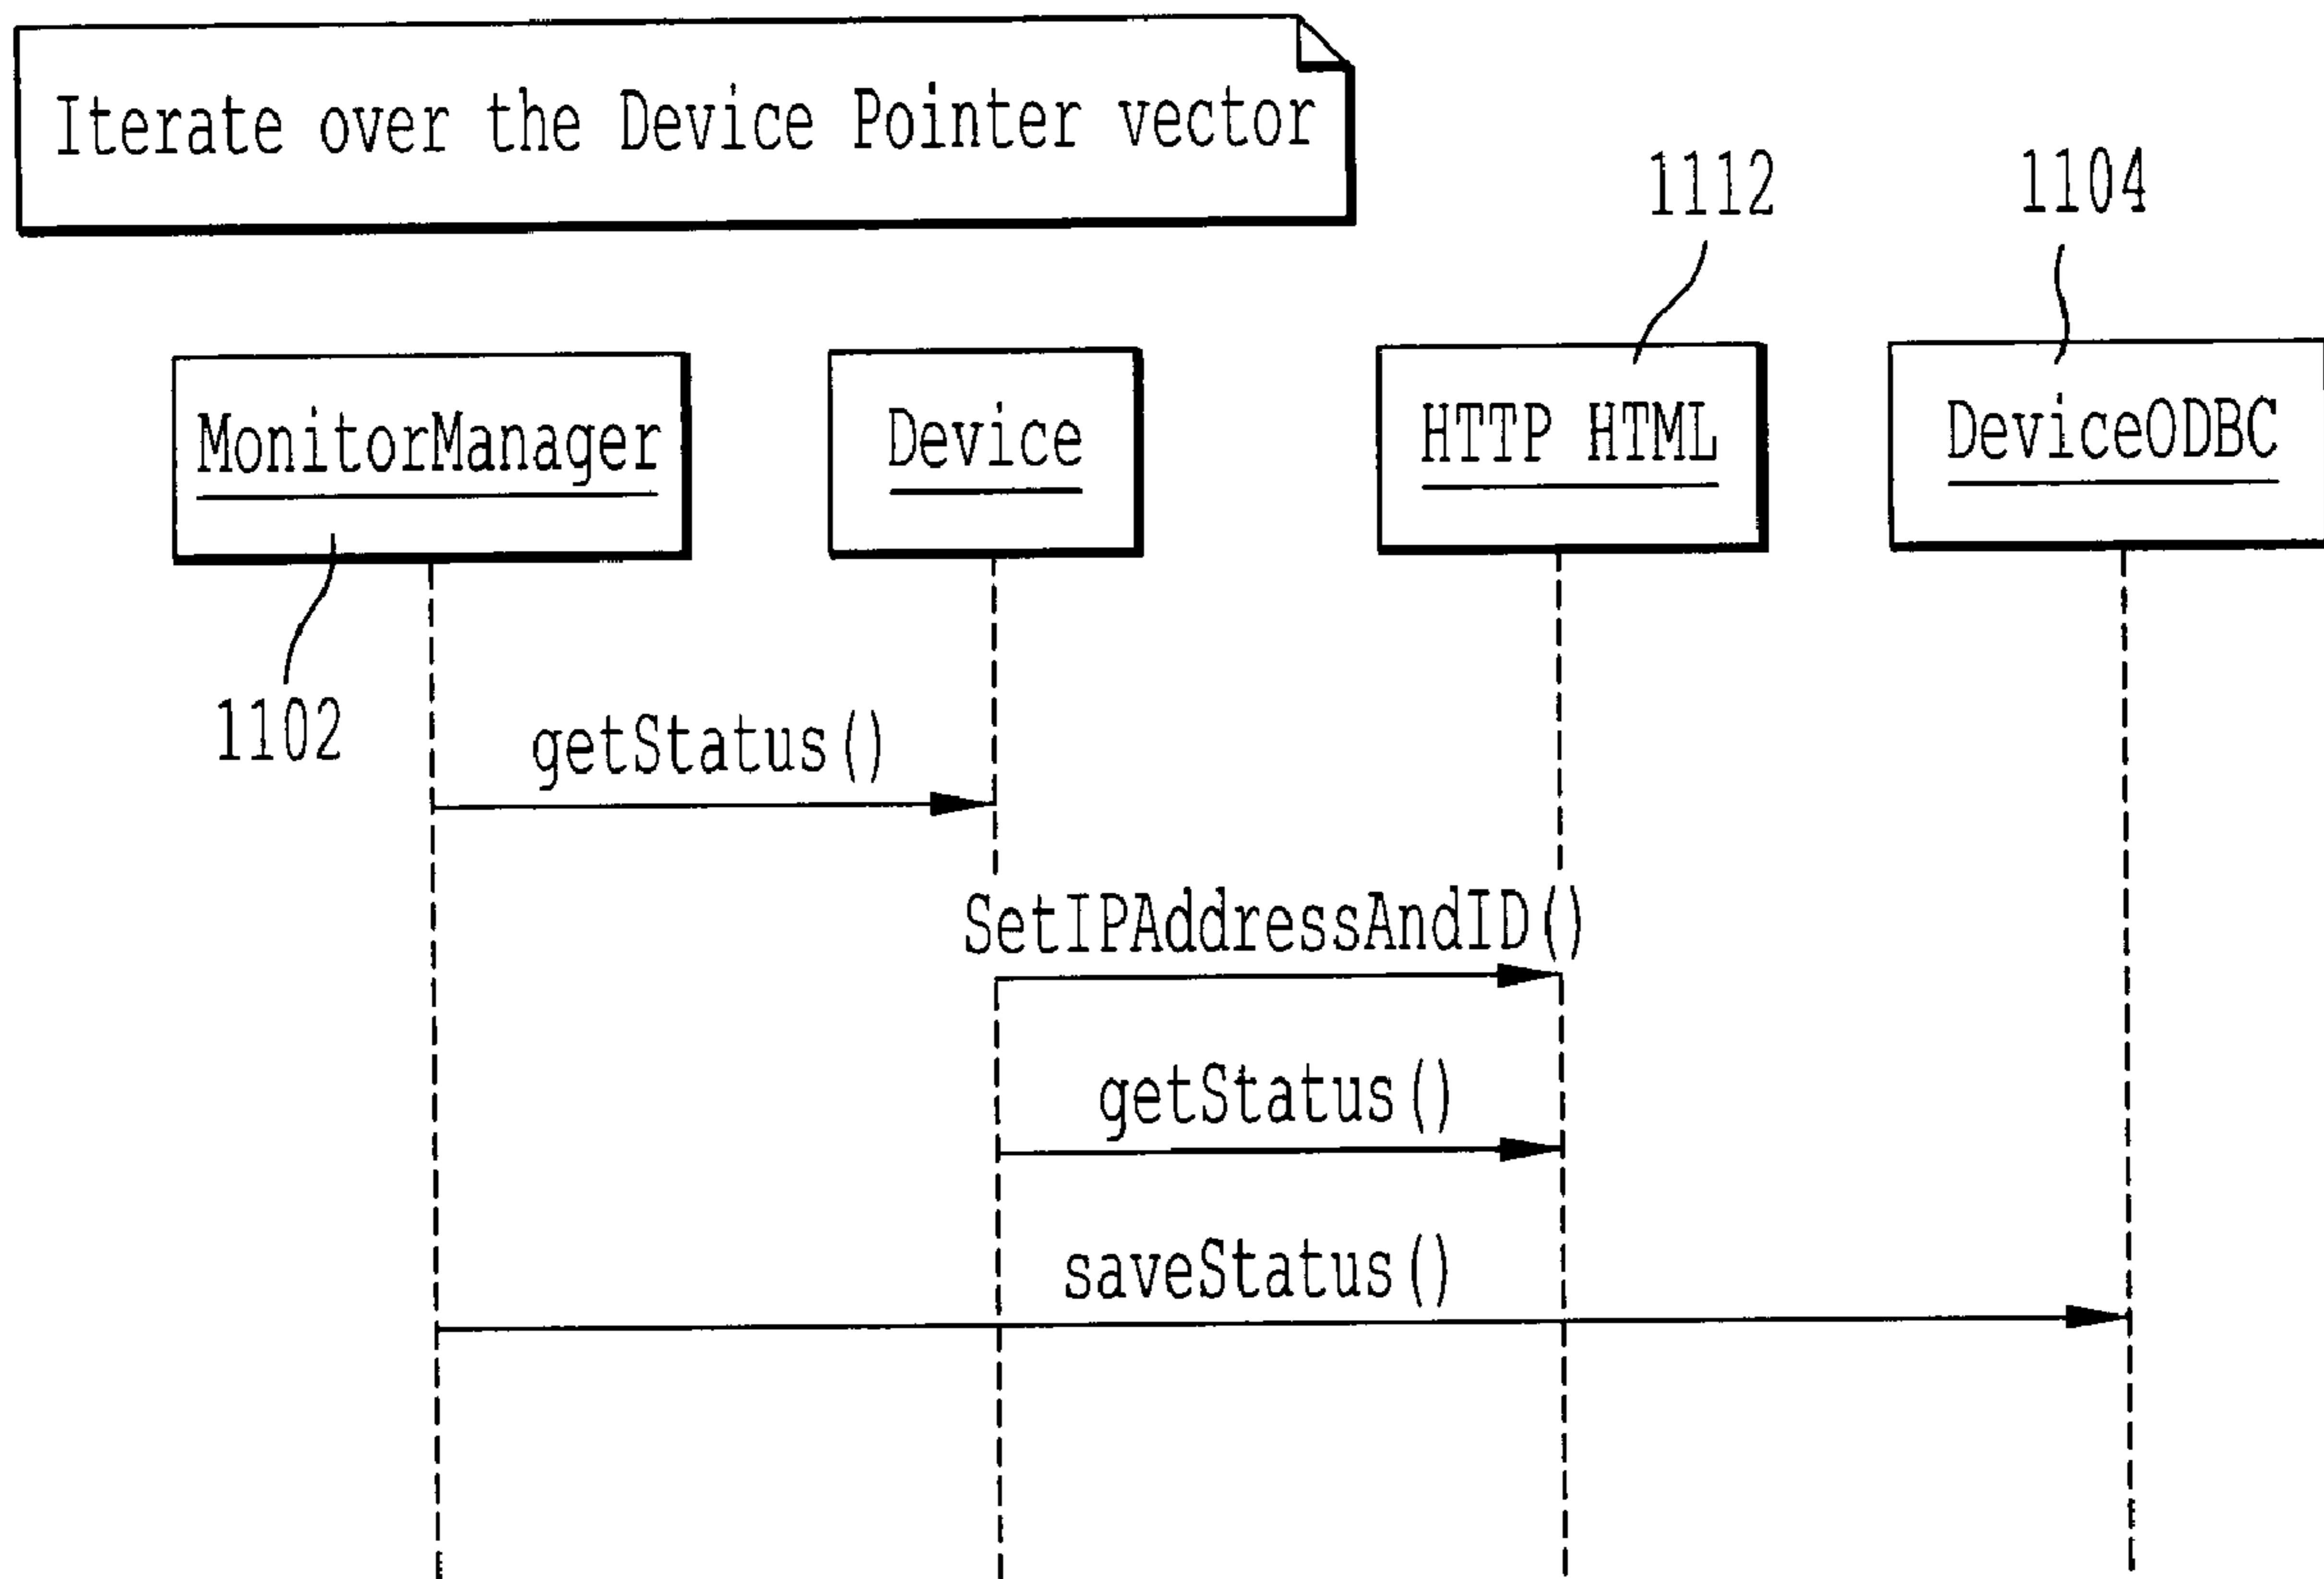 Iterate over the Device Pointer vector
1112
1104
MonitorManager
Device
HTTP HTML
DeviceODBC
1102
getStatus()
SetIPAddressAndID()
getStatus()
saveStatus()